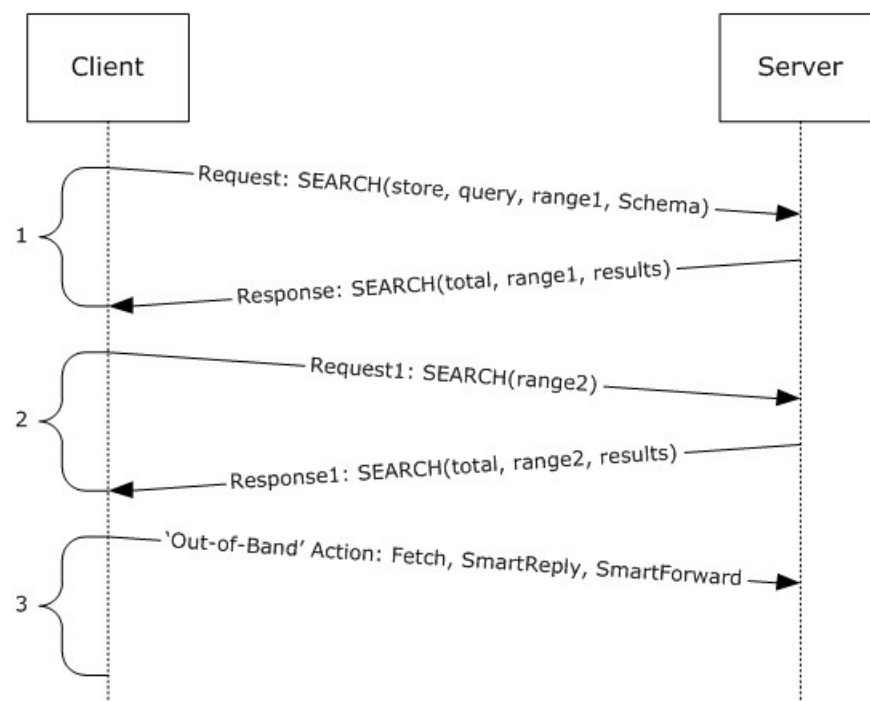 Client
Server
1
Request: SEARCH(store, query, range1, Schema)
Response: SEARCH(total, range1, results)
2
Request1: SEARCH(range2)
Response1: SEARCH(total, range2, results)
3
‘Out-of-Band’ Action: Fetch, SmartReply, SmartForward